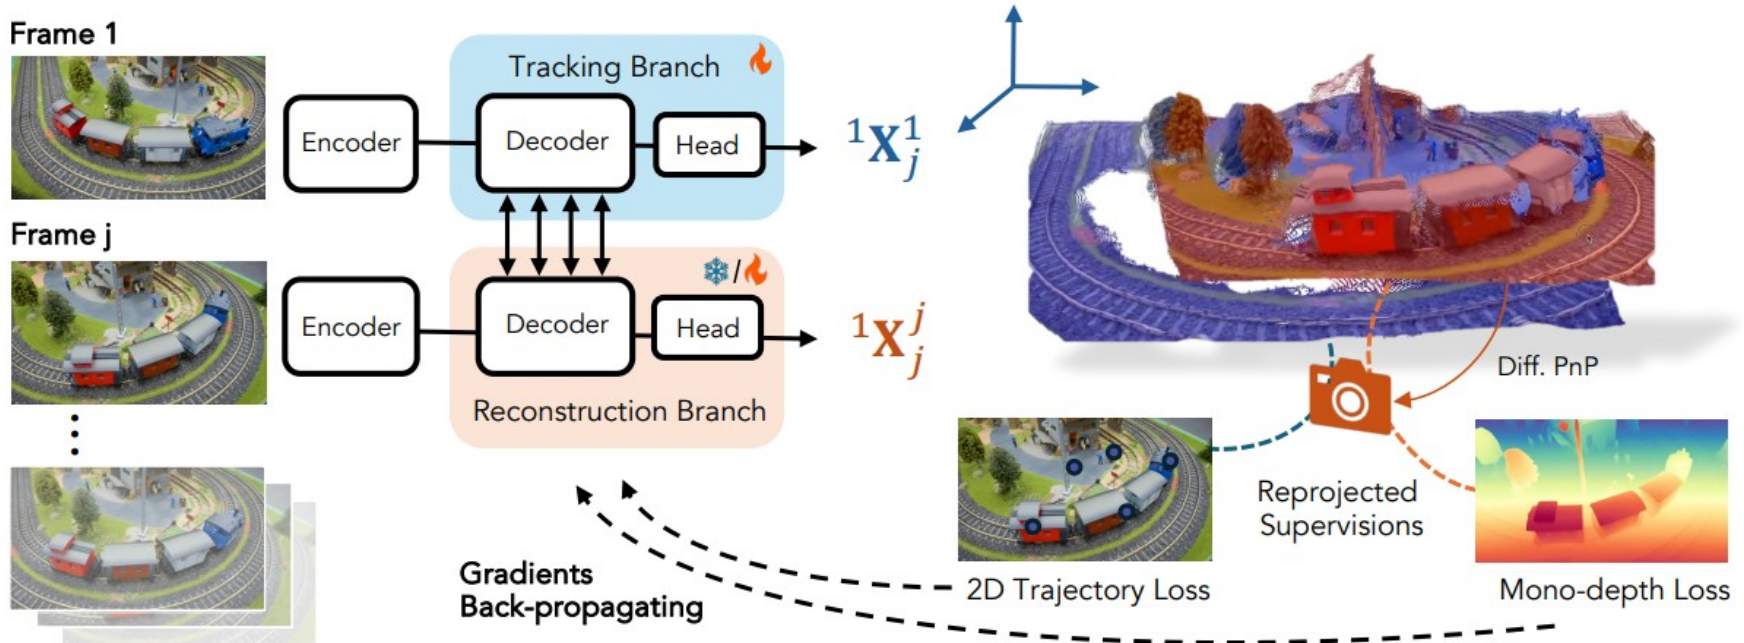 Frame 1
Tracking Branch
Encoder
Decoder
Head
¹X¹ⱼ
Frame j
Encoder
Decoder
Head
/
¹Xʲⱼ
Reconstruction Branch
Diff. PnP
Reprojected
Supervisions
Gradients
Back-propagating
2D Trajectory Loss
Mono-depth Loss